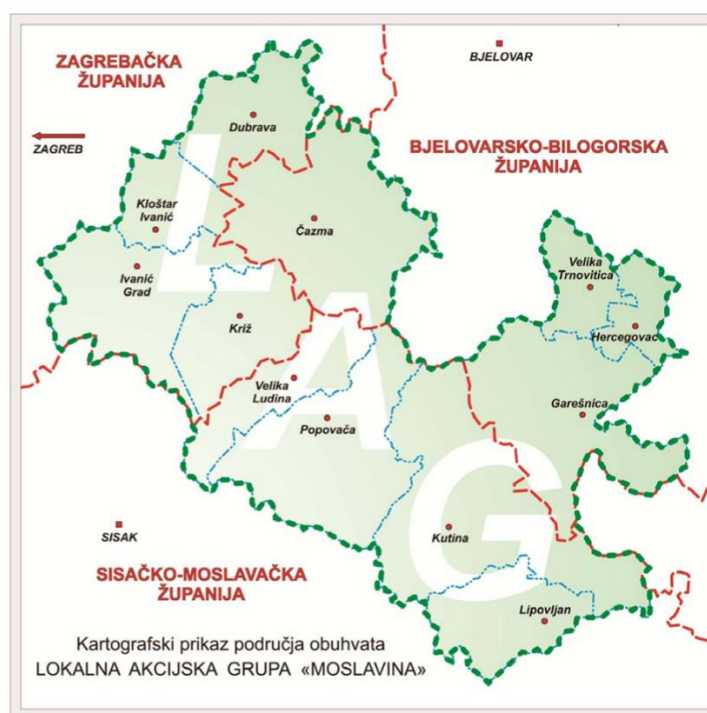 ZAGREBAČKA
ŽUPANIJA
BJELOVAR
Dubrava
ZAGREB
BJELOVARSKO-BILOGORSKA
ŽUPANIJA
Kloštar
Ivanić
Čazma
Ivanić
Grad
Velika
Trnovitica
Križ
Hercegovac
Velika
Ludina
Popovača
Garešnica
LAG
SISAK
Kutina
SISAČKO-MOSLAVAČKA
ŽUPANIJA
Lipovljan
Kartografski prikaz područja obuhvata
LOKALNA AKCIJSKA GRUPA «MOSLAVINA»